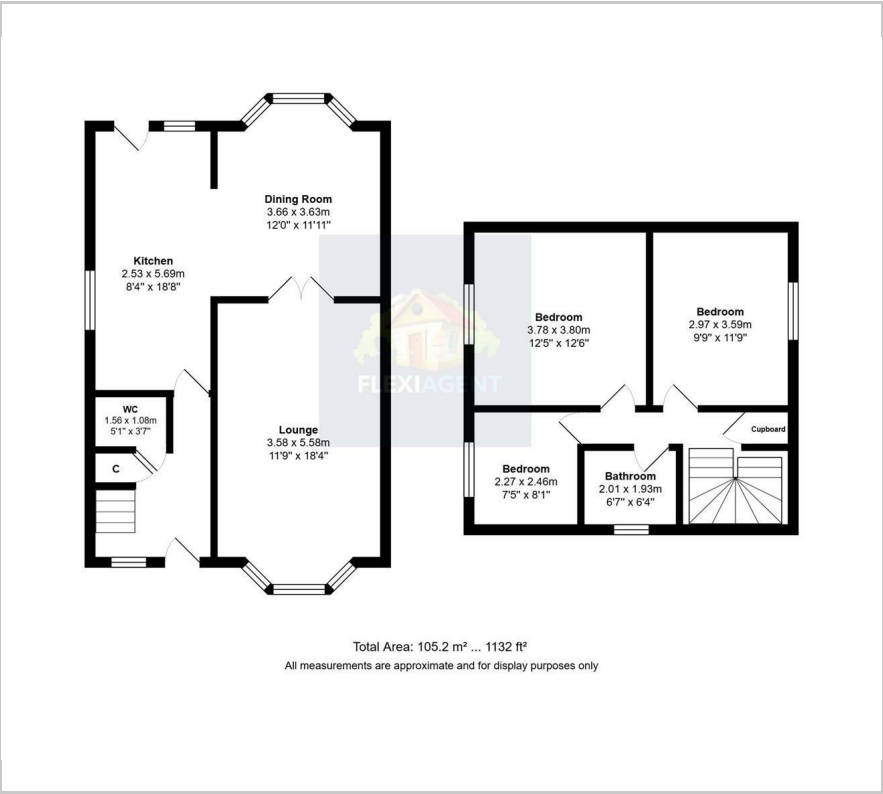 Dining Room
3.66 x 3.63m
12'0" x 11'11"
Kitchen
2.53 x 5.69m
8'4" x 18'8"
WC
1.56 x 1.08m
5'1" x 3'7"
C
Lounge
3.58 x 5.58m
11'9" x 18'4"
FLEXIAGENT
Bedroom
3.78 x 3.80m
12'5" x 12'6"
Bedroom
2.97 x 3.59m
9'9" x 11'9"
Cupboard
Bedroom
2.27 x 2.46m
7'5" x 8'1"
Bathroom
2.01 x 1.93m
6'7" x 6'4"
Total Area: 105.2 m² ... 1132 ft²
All measurements are approximate and for display purposes only